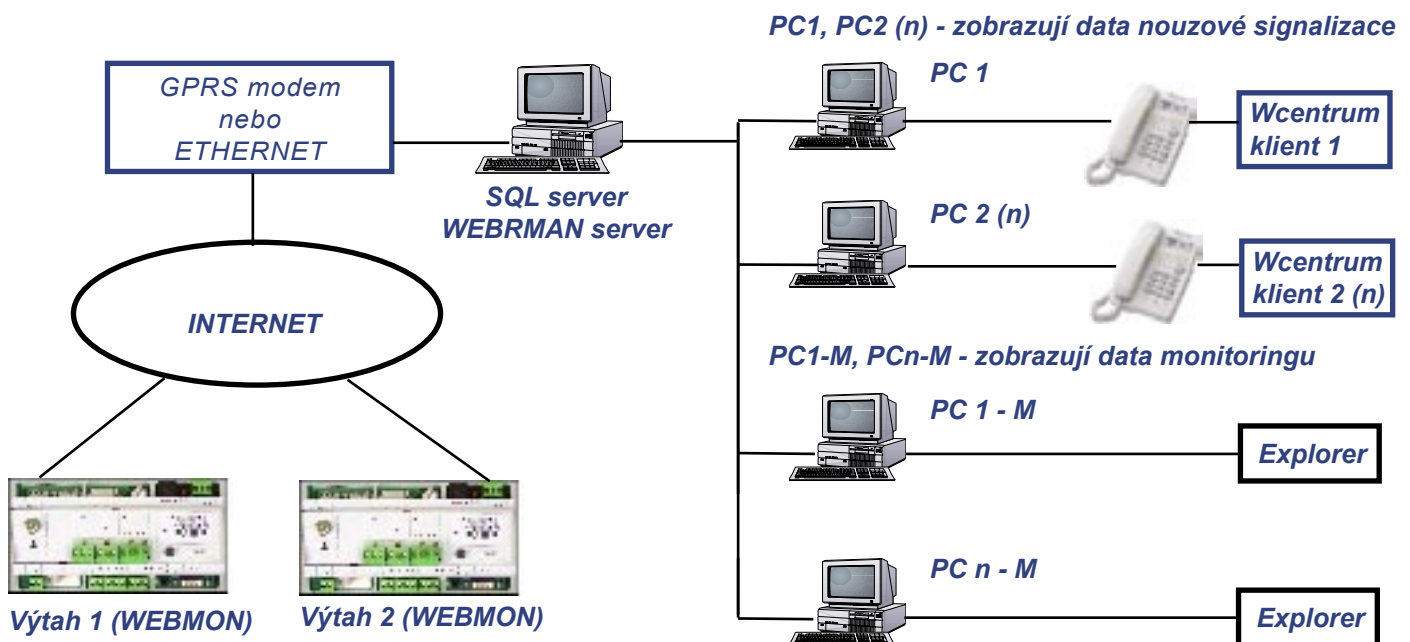 PC1, PC2 (n) - zobrazují data nouzové signalizace
GPRS modem
nebo
ETHERNET
SQL server
WEBRMAN server
INTERNET
Výtah 1 (WEBMON)
Výtah 2 (WEBMON)
PC 1
Wcentrum
klient 1
PC 2 (n)
Wcentrum
klient 2 (n)
PC1-M, PCn-M - zobrazují data monitoringu
PC 1 - M
Explorer
PC n - M
Explorer